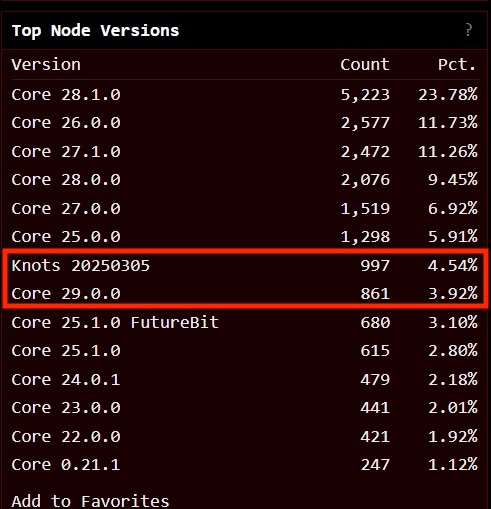 Top Node Versions ?
Version Count Pct.
Core 28.1.0 5,223 23.78%
Core 26.0.0 2,577 11.73%
Core 27.1.0 2,472 11.26%
Core 28.0.0 2,076 9.45%
Core 27.0.0 1,519 6.92%
Core 25.0.0 1,298 5.91%
Knots 20250305 997 4.54%
Core 29.0.0 861 3.92%
Core 25.1.0 FutureBit 680 3.10%
Core 25.1.0 615 2.80%
Core 24.0.1 479 2.18%
Core 23.0.0 441 2.01%
Core 22.0.0 421 1.92%
Core 0.21.1 247 1.12%
Add to Favorites